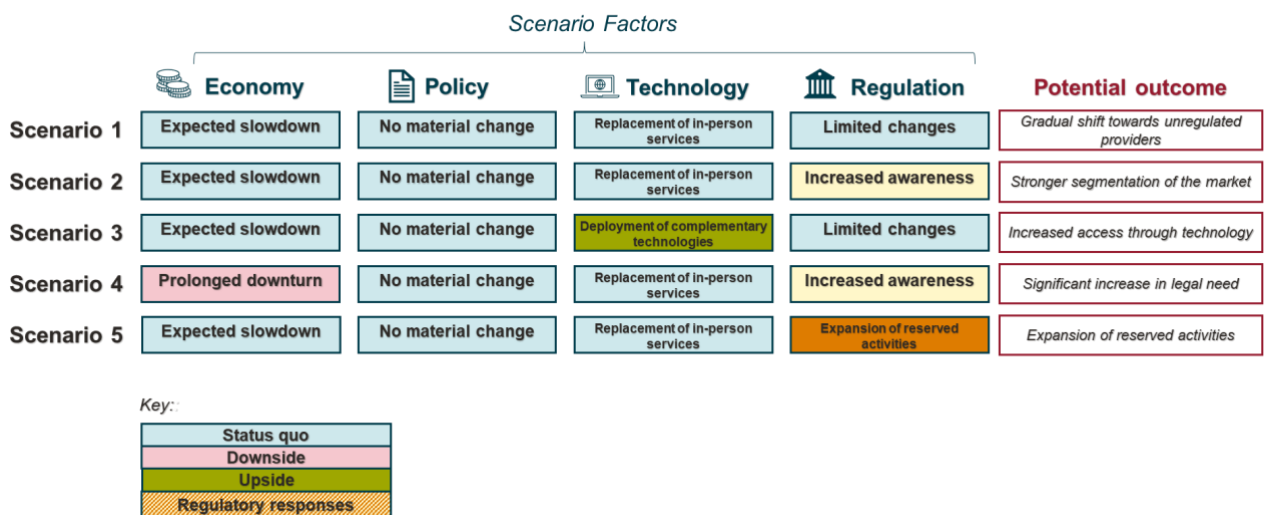 Scenario Factors
Economy Policy Technology Regulation Potential outcome
Scenario 1 Expected slowdown No material change Replacement of in-person services Limited changes Gradual shift towards unregulated providers
Scenario 2 Expected slowdown No material change Replacement of in-person services Increased awareness Stronger segmentation of the market
Scenario 3 Expected slowdown No material change Deployment of complementary technologies Limited changes Increased access through technology
Scenario 4 Prolonged downturn No material change Replacement of in-person services Increased awareness Significant increase in legal need
Scenario 5 Expected slowdown No material change Replacement of in-person services Expansion of reserved activities Expansion of reserved activities
Key:
Status quo
Downside
Upside
Regulatory responses